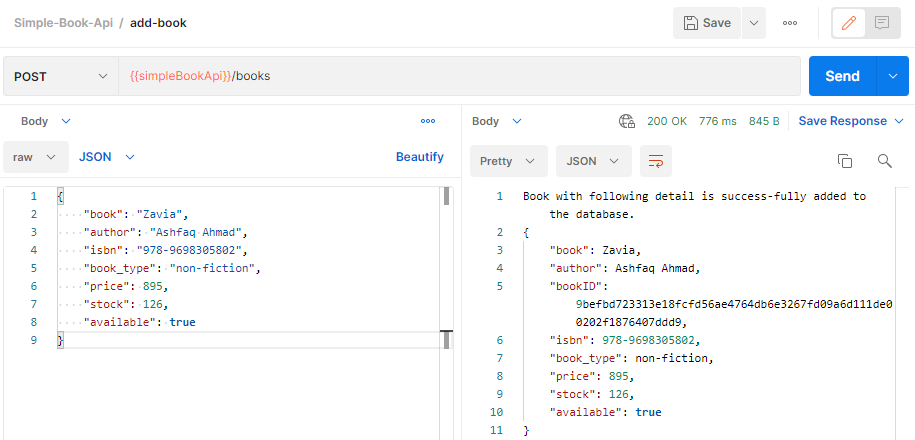 Simple-Book-Api / add-book
Save
POST
{{simpleBookApi}}/books
Send
Body
raw
JSON
Beautify
1 {
2 "book": "Zavia",
3 "author": "Ashfaq Ahmad",
4 "isbn": "978-9698305802",
5 "book_type": "non-fiction",
6 "price": 895,
7 "stock": 126,
8 "available": true
9 }
Body
200 OK 776 ms 845 B
Save Response
Pretty
JSON
1 Book with following detail is success-fully added to
the database.
2 {
3 "book": Zavia,
4 "author": Ashfaq Ahmad,
5 "bookID":
9befbd723313e18fcfd56ae4764db6e3267fd09a6d111de0
0202f1876407ddd9,
6 "isbn": 978-9698305802,
7 "book_type": non-fiction,
8 "price": 895,
9 "stock": 126,
10 "available": true
11 }